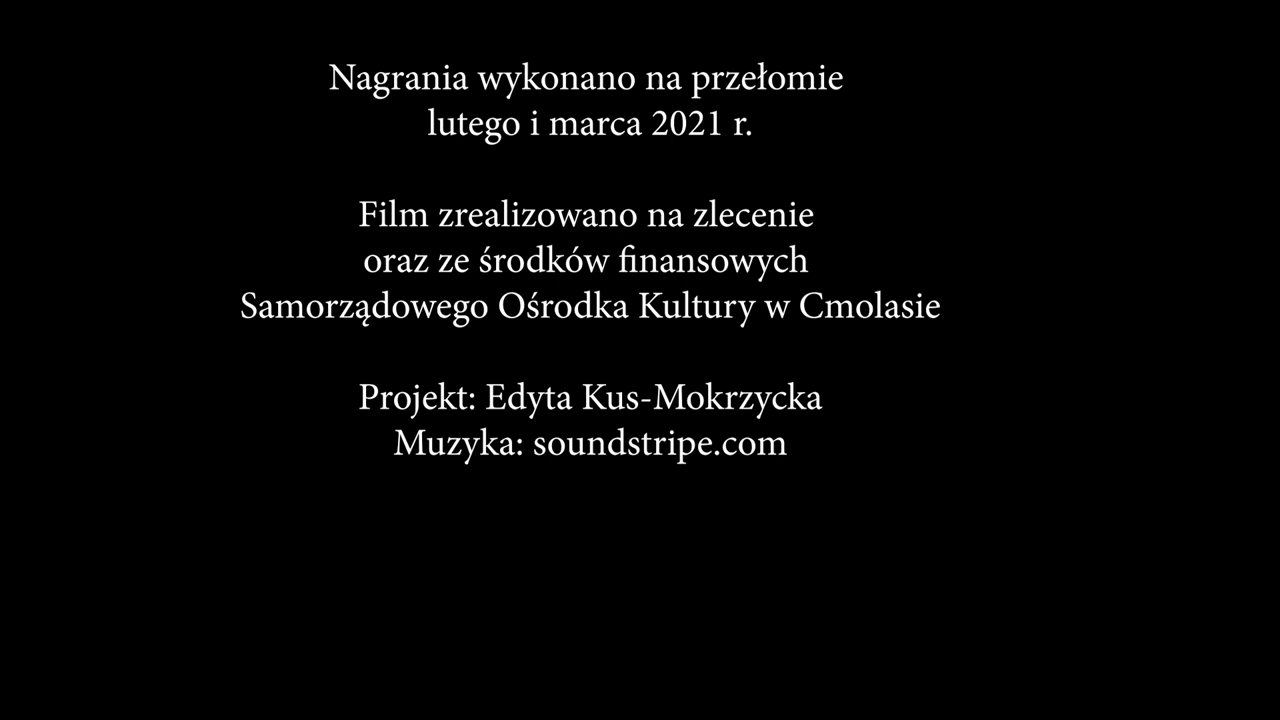 Nagrania wykonano na przełomie
lutego i marca 2021 r.
Film zrealizowano na zlecenie
oraz ze środków finansowych
Samorządowego Ośrodka Kultury w Cmolasie
Projekt: Edyta Kus-Mokrzycka
Muzyka: soundstripe.com